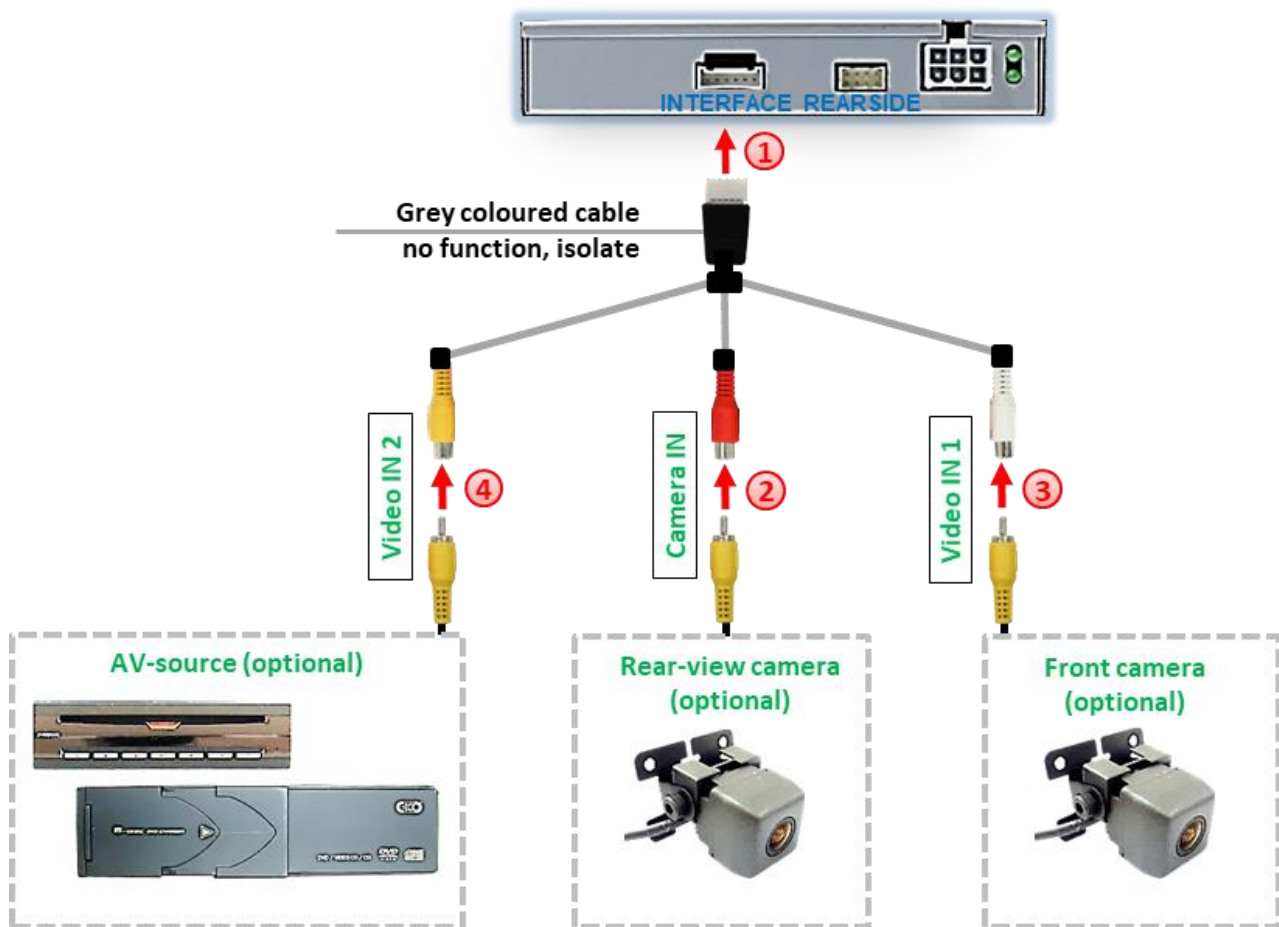 INTERFACE REARSIDE
1
Grey coloured cable
no function, isolate
Video IN 2
4
Camera IN
2
Video IN 1
3
AV-source (optional)
Rear-view camera
(optional)
Front camera
(optional)
DVD